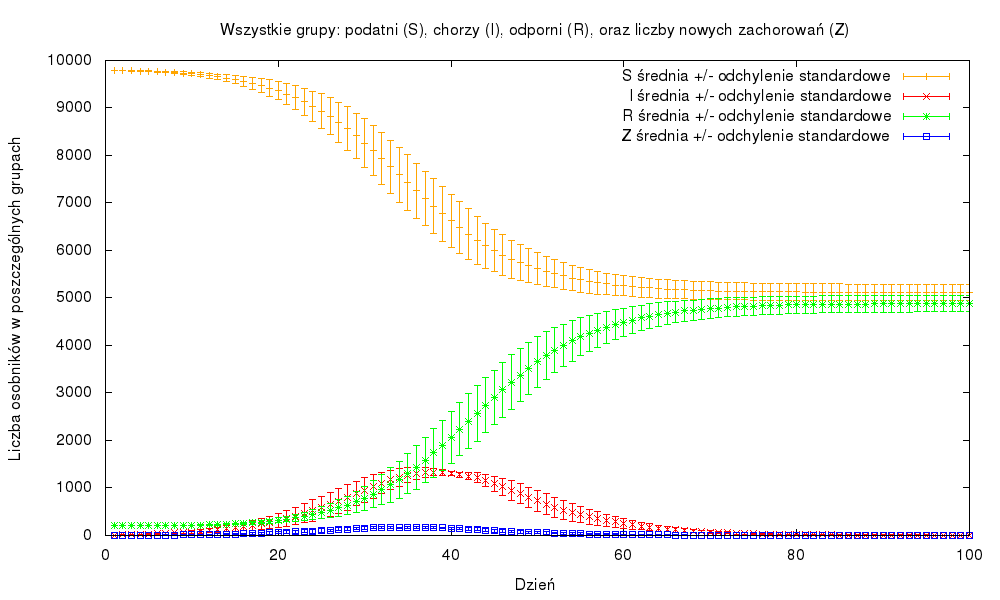 Wszystkie grupy: podatni (S), chorzy (I), odporni (R), oraz liczby nowych zachorowań (Z)
Liczba osobników w poszczególnych grupach
10000
9000
8000
7000
6000
5000
4000
3000
2000
1000
0
S średnia +/- odchylenie standardowe
I średnia +/- odchylenie standardowe
R średnia +/- odchylenie standardowe
Z średnia +/- odchylenie standardowe
0 20 40 60 80 100
Dzień